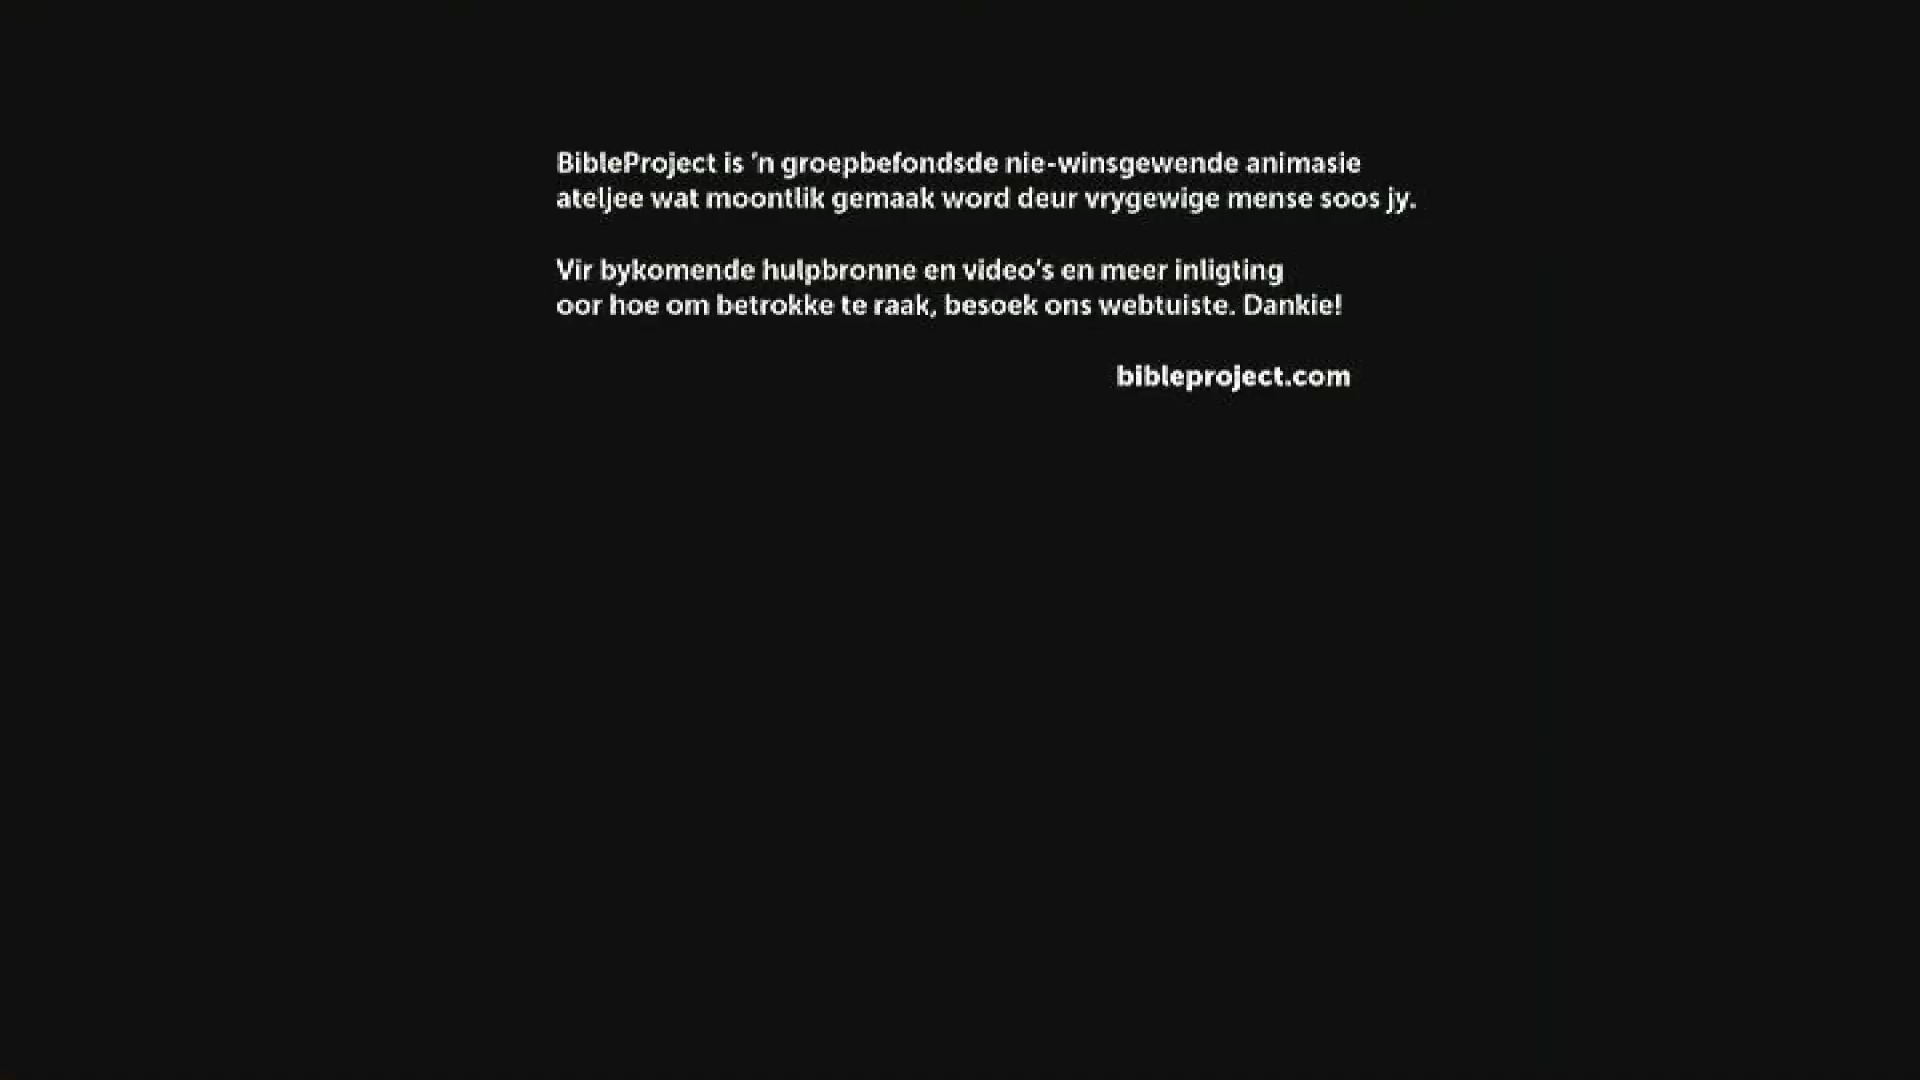 BibleProject is 'n groepbefondsde nie-winsgewende animasie
ateljee wat moontlik gemaak word deur vrygewige mense soos jy.
Vir bykomende hulpbronne en video's en meer inligting
oor hoe om betrokke te raak, besoek ons webtuiste. Dankie!
bibleproject.com